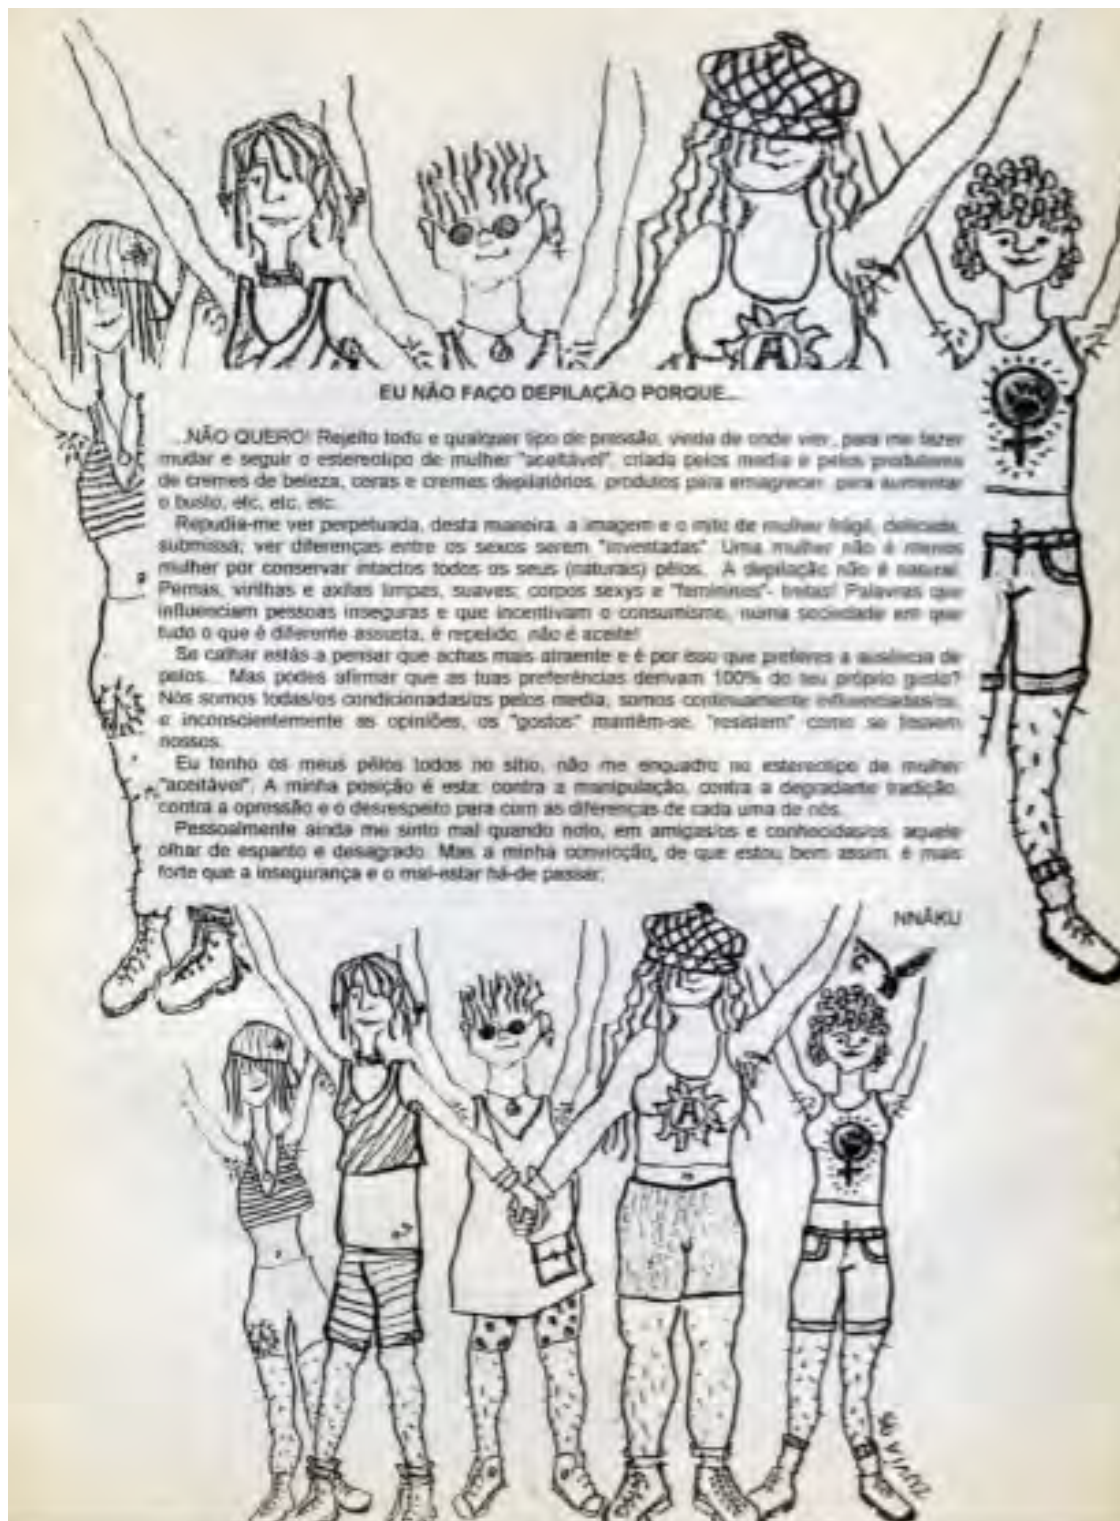 EU NÃO FAÇO DEPILAÇÃO PORQUE...
...NÃO QUERO! Rejeito todo e qualquer tipo de pressão, venha de onde vier, para me fazer
mudar e seguir o estereotipo de mulher "aceitável", criada pelos media e pelos produtores
de cremes de beleza, ceras e cremes depilatórios, produtos para emagrecer, para aumentar
o busto, etc, etc, etc.
Repudia-me ver perpetuada, desta maneira, a imagem e o mito de mulher frágil, delicada,
submissa; ver diferenças entre os sexos serem "inventadas". Uma mulher não é menos
mulher por conservar intactos todos os seus (naturais) pêlos. A depilação não é natural.
Pernas, virilhas e axilas limpas, suaves; corpos sexys e "femininos"- tretas! Palavras que
influenciam pessoas inseguras e que incentivam o consumismo, numa sociedade em que
tudo o que é diferente assusta, é repelido, não é aceite!
Se calhar estás a pensar que achas mais atraente e é por isso que preferes a ausência de
pelos... Mas podes afirmar que as tuas preferências derivam 100% do teu próprio gosto?
Nós somos todas/os condicionadas/os pelos media, somos continuamente influenciadas/os,
e inconscientemente as opiniões, os "gostos" mantêm-se, "resistem" como se fossem
nossos.
Eu tenho os meus pêlos todos no sítio, não me enquadro no estereotipo de mulher
"aceitável". A minha posição é esta: contra a manipulação, contra a degradante tradição,
contra a opressão e o desrespeito para com as diferenças de cada uma de nós.
Pessoalmente ainda me sinto mal quando noto, em amigas/os e conhecidas/os, aquele
olhar de espanto e desagrado. Mas a minha convicção, de que estou bem assim, é mais
forte que a insegurança e o mal-estar há-de passar.
NNÃKU
A
A